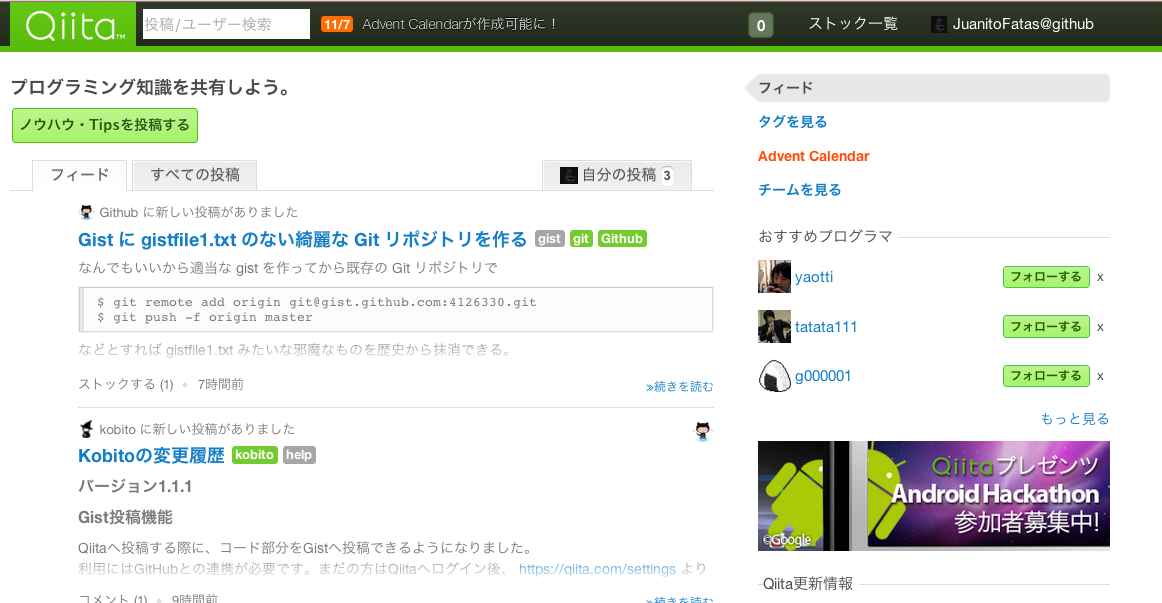 Qiita™
投稿/ユーザー検索
11/7 Advent Calendarが作成可能に！
0
ストック一覧
JuanitoFatas@github
プログラミング知識を共有しよう。
ノウハウ・Tipsを投稿する
フィード
すべての投稿
自分の投稿 3
Github に新しい投稿がありました
Gist に gistfile1.txt のない綺麗な Git リポジトリを作る gist git Github
なんでもいいから適当な gist を作ってから既存の Git リポジトリで
$ git remote add origin git@gist.github.com:4126330.git
$ git push -f origin master
などとすれば gistfile1.txt みたいな邪魔なものを歴史から抹消できる。
ストックする (1) 7時間前
»続きを読む
kobito に新しい投稿がありました
Kobitoの変更履歴 kobito help
バージョン1.1.1
Gist投稿機能
Qiitaへ投稿する際に、コード部分をGistへ投稿できるようになりました。
利用にはGitHubとの連携が必要です。まだの方はQiitaへログイン後、 https://qiita.com/settings より
コメント (1) 9時間前
»続きを読む
フィード
タグを見る
Advent Calendar
チームを見る
おすすめプログラマ
yaotti フォローする x
tatata111 フォローする x
g000001 フォローする x
もっと見る
Qiitaプレゼンツ
Android Hackathon
参加者募集中!
©Google
Qiita更新情報